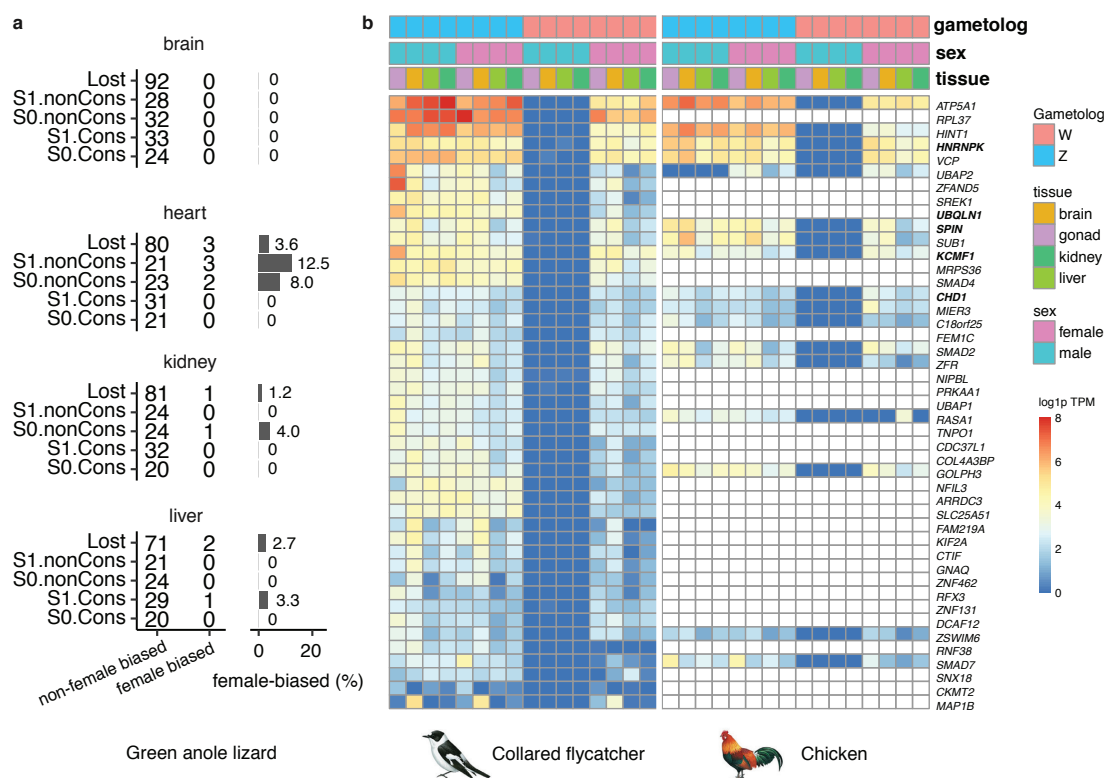 a
brain
Lost 92 0 0
S1.nonCons 28 0 0
S0.nonCons 32 0 0
S1.Cons 33 0 0
S0.Cons 24 0 0
heart
Lost 80 3 3.6
S1.nonCons 21 3 12.5
S0.nonCons 23 2 8.0
S1.Cons 31 0 0
S0.Cons 21 0 0
kidney
Lost 81 1 1.2
S1.nonCons 24 0 0
S0.nonCons 24 1 4.0
S1.Cons 32 0 0
S0.Cons 20 0 0
liver
Lost 71 2 2.7
S1.nonCons 21 0 0
S0.nonCons 24 0 0
S1.Cons 29 1 3.3
S0.Cons 20 0 0
non-female biased
female biased
0 20
female-biased (%)
Green anole lizard
b
gametolog
sex
tissue
ATP5A1
RPL37
HINT1
HNRNPK
VCP
UBAP2
ZFAND5
SREK1
UBQLN1
SPIN
SUB1
KCMF1
MRPS36
SMAD4
CHD1
MIER3
C18orf25
FEM1C
SMAD2
ZFR
NIPBL
PRKAA1
UBAP1
RASA1
TNPO1
CDC37L1
COL4A3BP
GOLPH3
NFIL3
ARRDC3
SLC25A51
FAM219A
KIF2A
CTIF
GNAQ
ZNF462
RFX3
ZNF131
DCAF12
ZSWIM6
RNF38
SMAD7
SNX18
CKMT2
MAP1B
Collared flycatcher
Chicken
Gametolog
W
Z
tissue
brain
gonad
kidney
liver
sex
female
male
log1p TPM
8
6
4
2
0